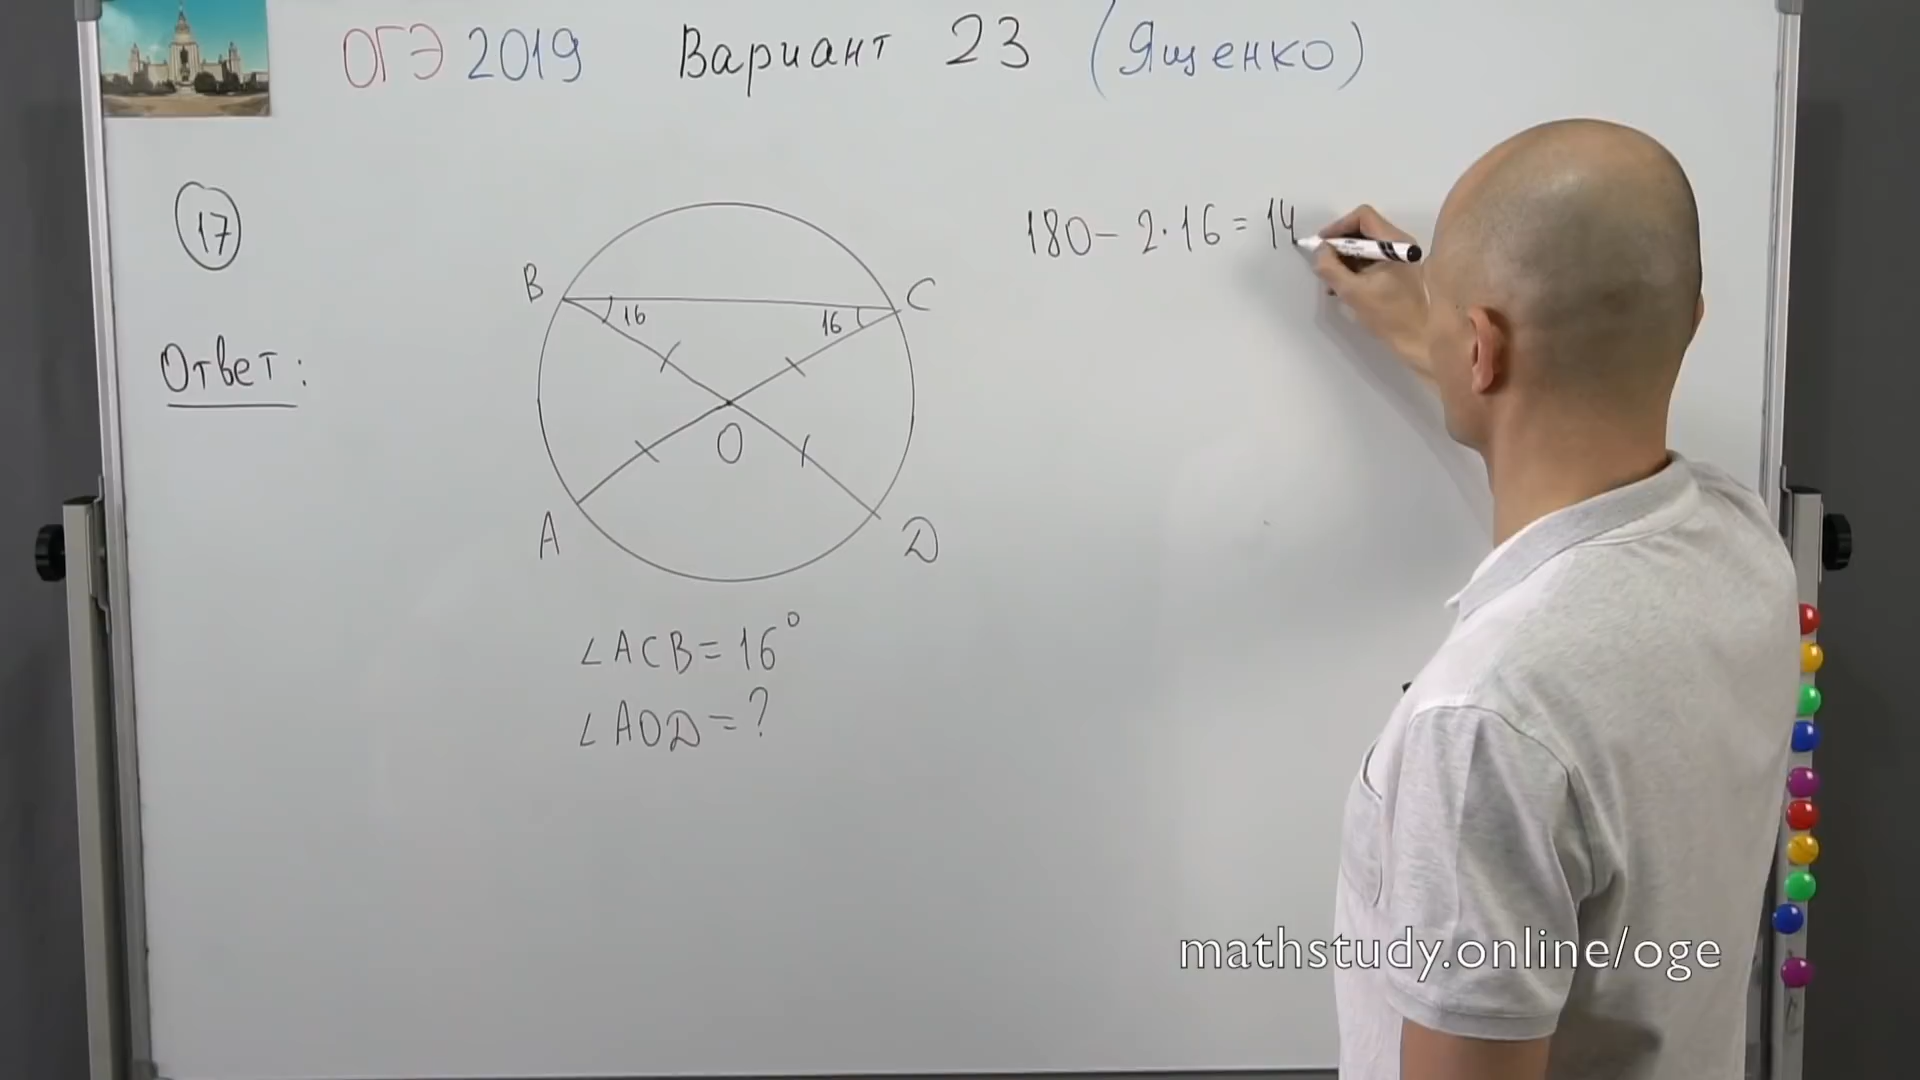 ОГЭ 2019 Вариант 23 (Ященко)
17
180 - 2·16 = 14
B
C
16
16
Ответ:
O
A
D
∠ACB = 16°
∠AOD = ?
mathstudy.online/oge